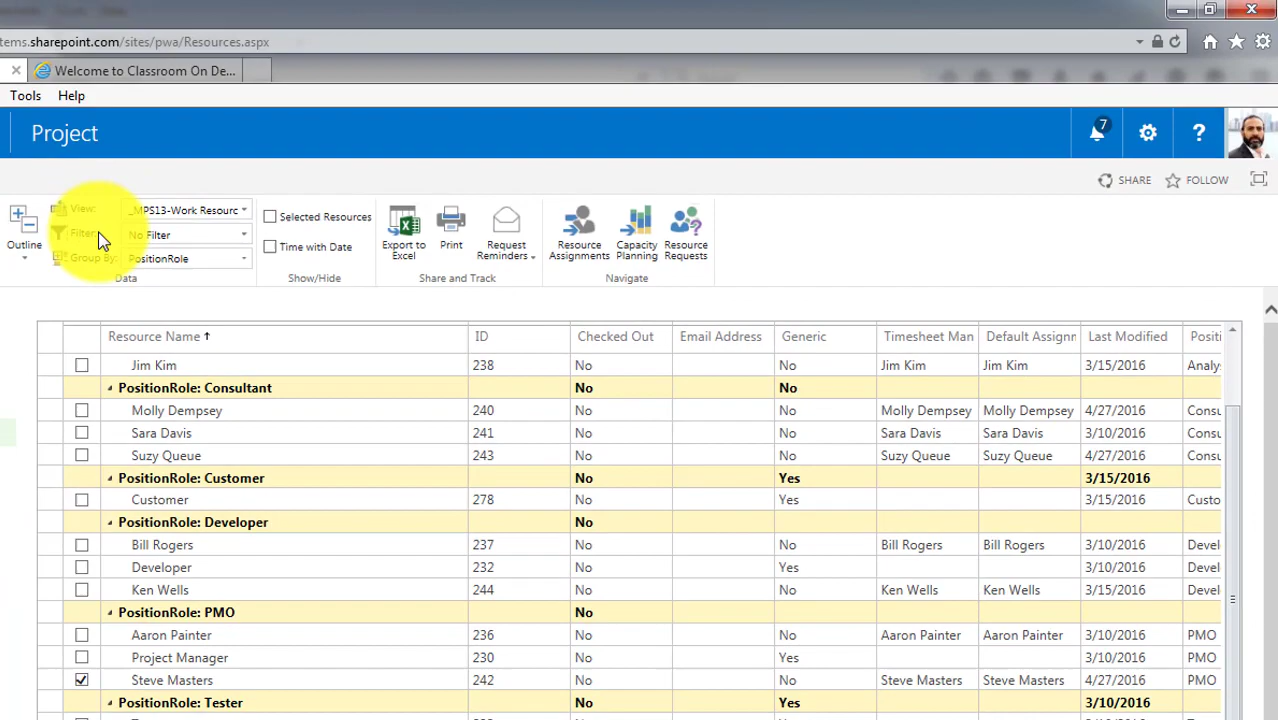 tems.sharepoint.com/sites/pwa/Resources.aspx
Welcome to Classroom On De...
Tools Help
Project 7 ?
SHARE FOLLOW
Outline
View: _MPS13-Work Resourc
Filter: No Filter
Group By: PositionRole
Data
Selected Resources
Time with Date
Show/Hide
Export to Excel
Print
Request Reminders
Share and Track
Resource Assignments
Capacity Planning
Resource Requests
Navigate
Resource Name ID Checked Out Email Address Generic Timesheet Man Default Assignn Last Modified Positi
Jim Kim 238 No No Jim Kim Jim Kim 3/15/2016 Analy
PositionRole: Consultant No No
Molly Dempsey 240 No No Molly Dempsey Molly Dempsey 4/27/2016 Consu
Sara Davis 241 No No Sara Davis Sara Davis 3/10/2016 Consu
Suzy Queue 243 No No Suzy Queue Suzy Queue 4/27/2016 Consu
PositionRole: Customer No Yes 3/15/2016
Customer 278 No Yes 3/15/2016 Custo
PositionRole: Developer No
Bill Rogers 237 No No Bill Rogers Bill Rogers 3/10/2016 Devel
Developer 232 No Yes 3/10/2016 Devel
Ken Wells 244 No No Ken Wells Ken Wells 3/15/2016 Devel
PositionRole: PMO No
Aaron Painter 236 No No Aaron Painter Aaron Painter 3/10/2016 PMO
Project Manager 230 No Yes 3/10/2016 PMO
Steve Masters 242 No No Steve Masters Steve Masters 4/27/2016 PMO
PositionRole: Tester No Yes 3/10/2016